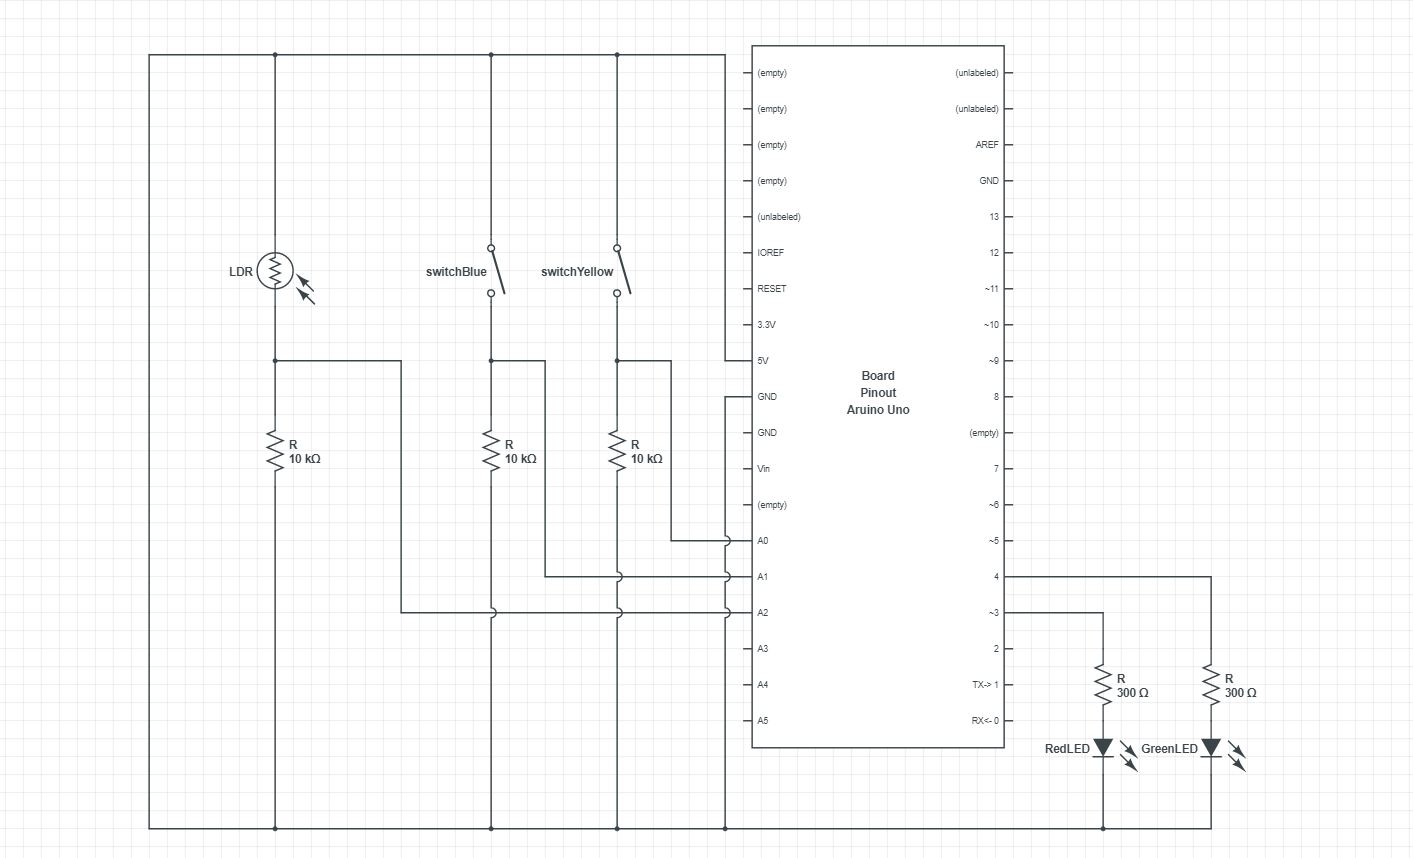 (empty)
(empty)
(empty)
(empty)
(unlabeled)
IOREF
RESET
3.3V
5V
GND
GND
Vin
(empty)
A0
A1
A2
A3
A4
A5
(unlabeled)
(unlabeled)
AREF
GND
13
12
~11
~10
~9
8
(empty)
7
~6
~5
4
~3
2
TX-> 1
RX<- 0
Board
Pinout
Aruino Uno
LDR
switchBlue
switchYellow
R
10 kΩ
R
10 kΩ
R
10 kΩ
R
300 Ω
R
300 Ω
RedLED
GreenLED